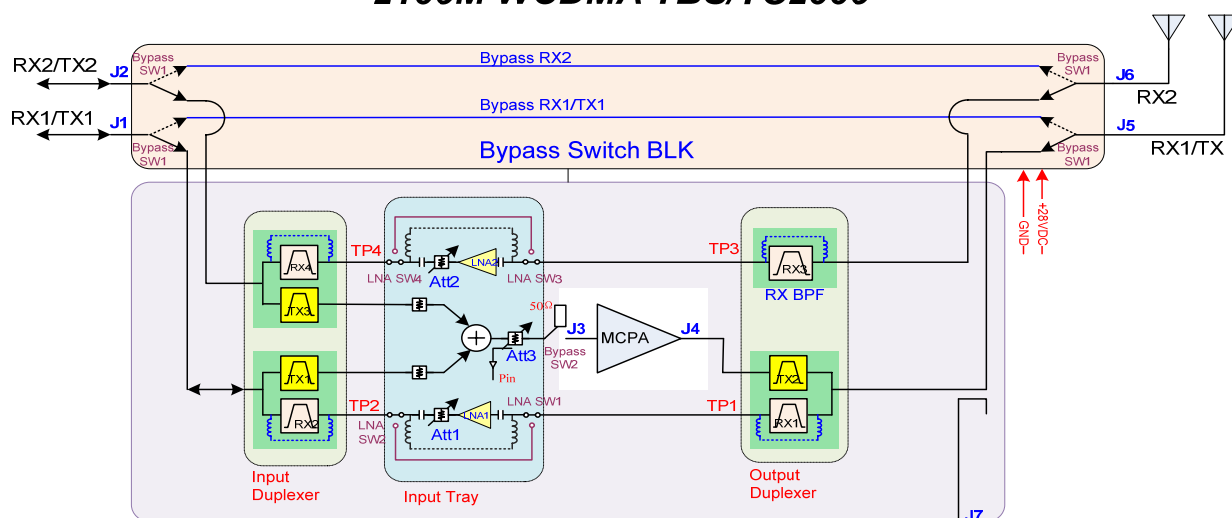 RX2/TX2
J2
Bypass
SW1
Bypass RX2
Bypass
SW1
J6
RX2
RX1/TX1
J1
Bypass
SW1
Bypass RX1/TX1
Bypass Switch BLK
Bypass
SW1
J5
RX1/TX
GND
+28VDC
RX4
TX3
TP4
LNA SW4
Att2
LNA2
LNA SW3
TP3
RX3
RX BPF
50Ω
J3
MCPA
J4
Att3
Bypass
SW2
Pin
TX1
RX2
TP2
LNA
SW2
Att1
LNA1
LNA SW1
TP1
TX2
RX1
Input
Duplexer
Input Tray
Output
Duplexer
J7